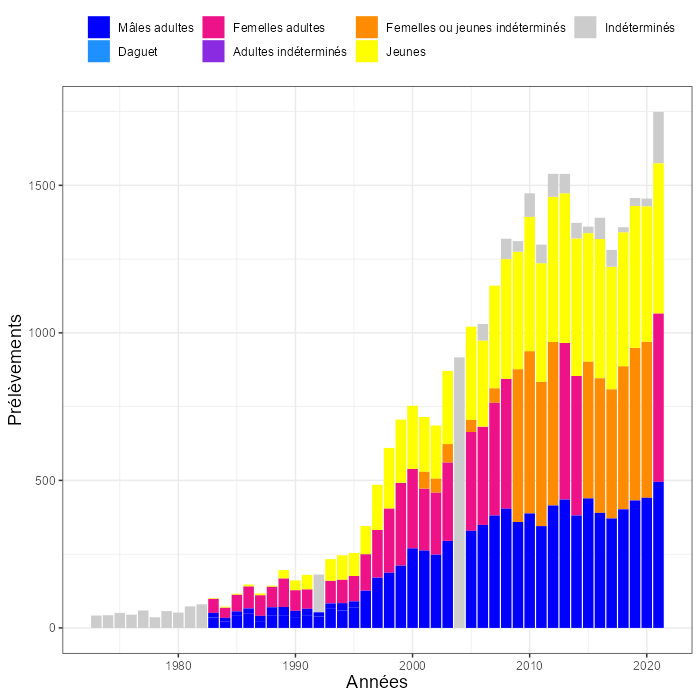 Mâles adultes Femelles adultes Femelles ou jeunes indéterminés Indéterminés
Daguet Adultes indéterminés Jeunes
1500
1000
500
0
Prélèvements
1980 1990 2000 2010 2020
Années